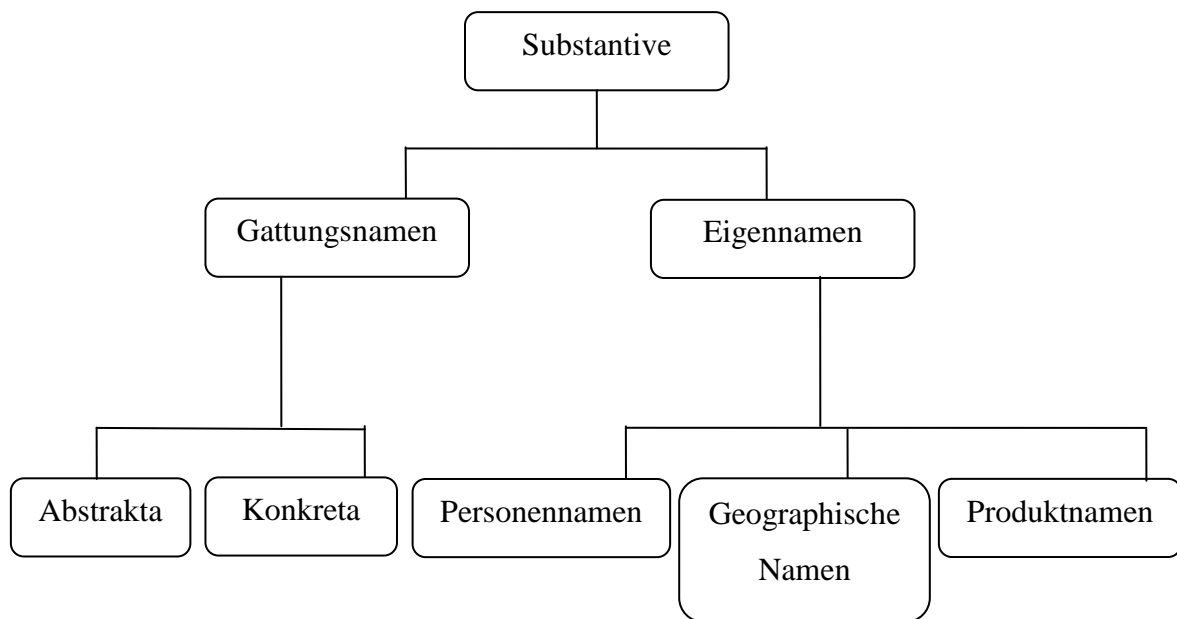 Substantive
Gattungsnamen
Eigennamen
Abstrakta
Konkreta
Personennamen
Geographische
Namen
Produktnamen